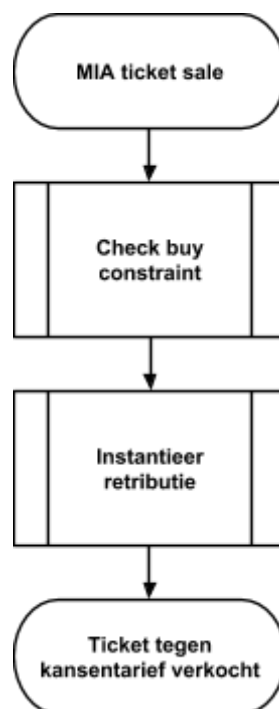 MIA ticket sale
Check buy
constraint
Instantieer
retributie
Ticket tegen
kansentarief verkocht